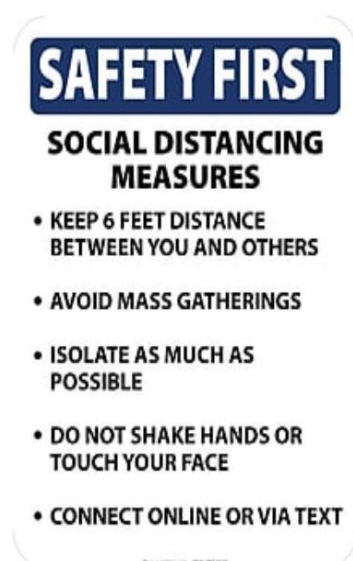 SAFETY FIRST
SOCIAL DISTANCING
MEASURES
• KEEP 6 FEET DISTANCE
BETWEEN YOU AND OTHERS
• AVOID MASS GATHERINGS
• ISOLATE AS MUCH AS
POSSIBLE
• DO NOT SHAKE HANDS OR
TOUCH YOUR FACE
• CONNECT ONLINE OR VIA TEXT